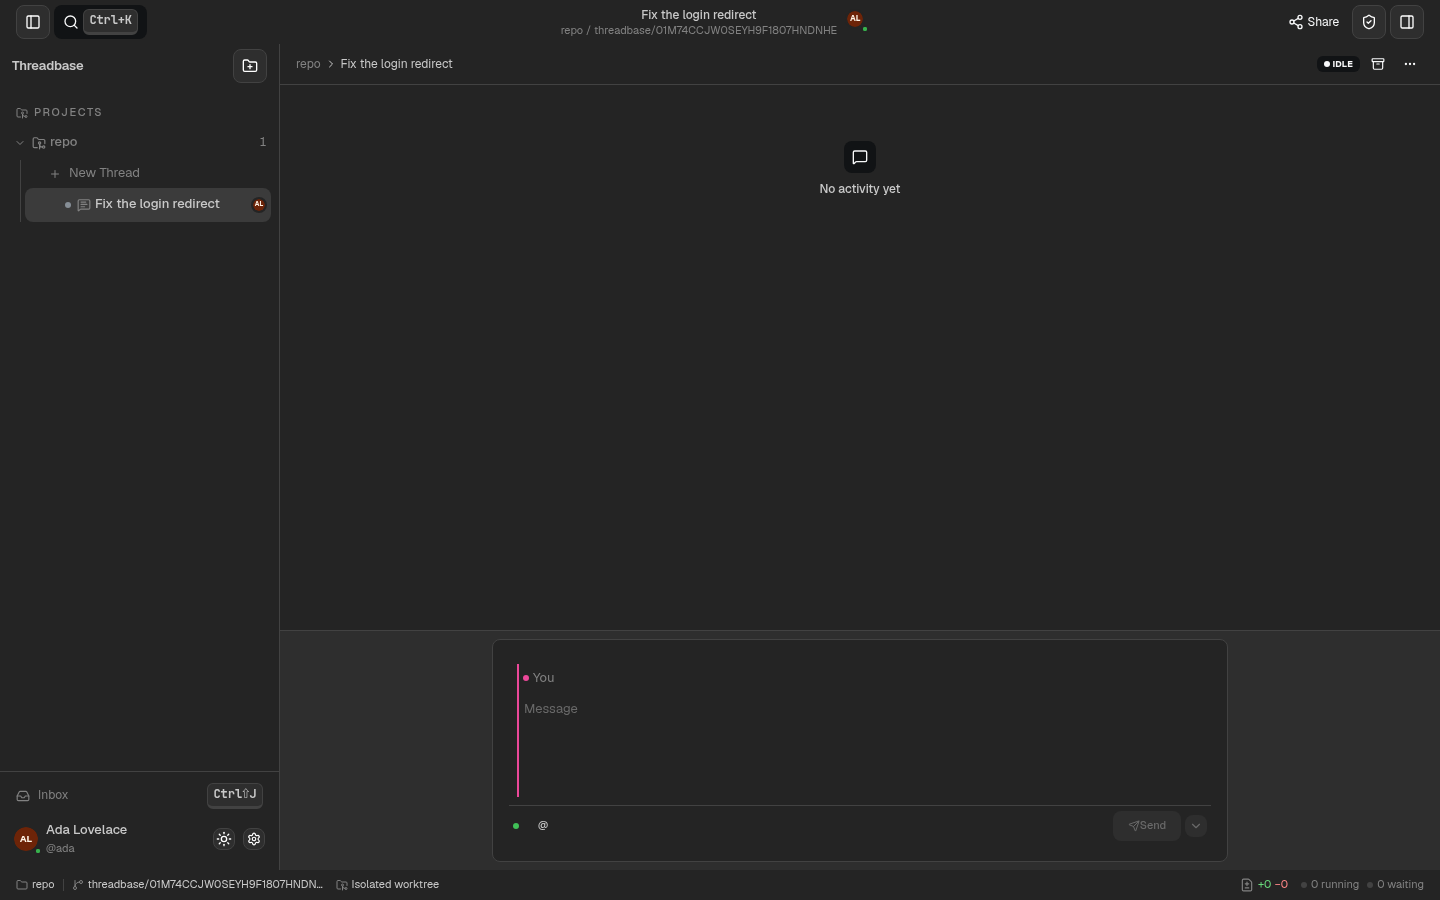 Ctrl+K
Fix the login redirect
repo / threadbase/01M74CCJW0SEYH9F1807HNDNHE
AL
Share
Threadbase
repo > Fix the login redirect
IDLE
PROJECTS
repo 1
New Thread
Fix the login redirect AL
No activity yet
You
Message
@
Send
Inbox Ctrl⇧J
AL
Ada Lovelace
@ada
repo
threadbase/01M74CCJW0SEYH9F1807HNDN...
Isolated worktree
+0 −0
0 running
0 waiting